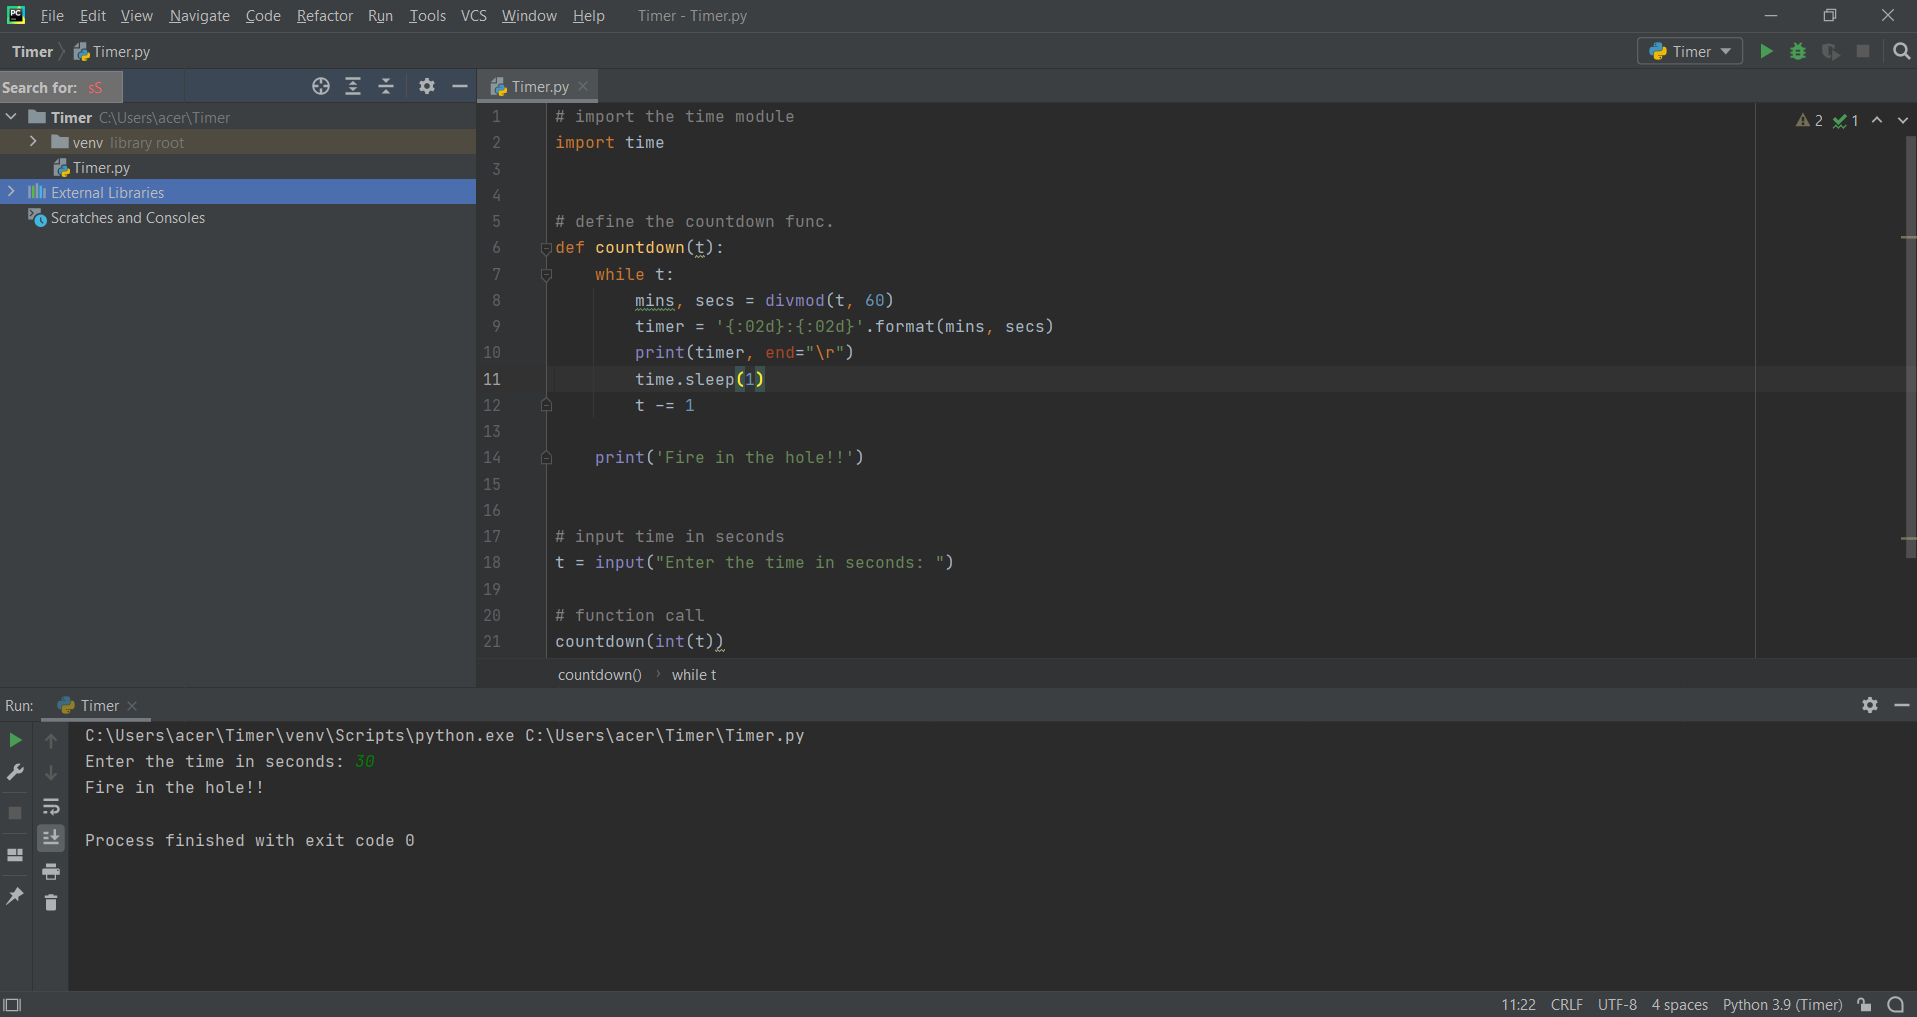 PC File Edit View Navigate Code Refactor Run Tools VCS Window Help Timer - Timer.py
Timer Timer.py Timer
Search for: sS Timer.py
Timer C:\Users\acer\Timer
venv library root
Timer.py
External Libraries
Scratches and Consoles
2 1
1 # import the time module
2 import time
3
4
5 # define the countdown func.
6 def countdown(t):
7 while t:
8 mins, secs = divmod(t, 60)
9 timer = '{:02d}:{:02d}'.format(mins, secs)
10 print(timer, end="\r")
11 time.sleep(1)
12 t -= 1
13
14 print('Fire in the hole!!')
15
16
17 # input time in seconds
18 t = input("Enter the time in seconds: ")
19
20 # function call
21 countdown(int(t))
countdown() › while t
Run: Timer
C:\Users\acer\Timer\venv\Scripts\python.exe C:\Users\acer\Timer\Timer.py
Enter the time in seconds: 30
Fire in the hole!!
Process finished with exit code 0
11:22 CRLF UTF-8 4 spaces Python 3.9 (Timer)